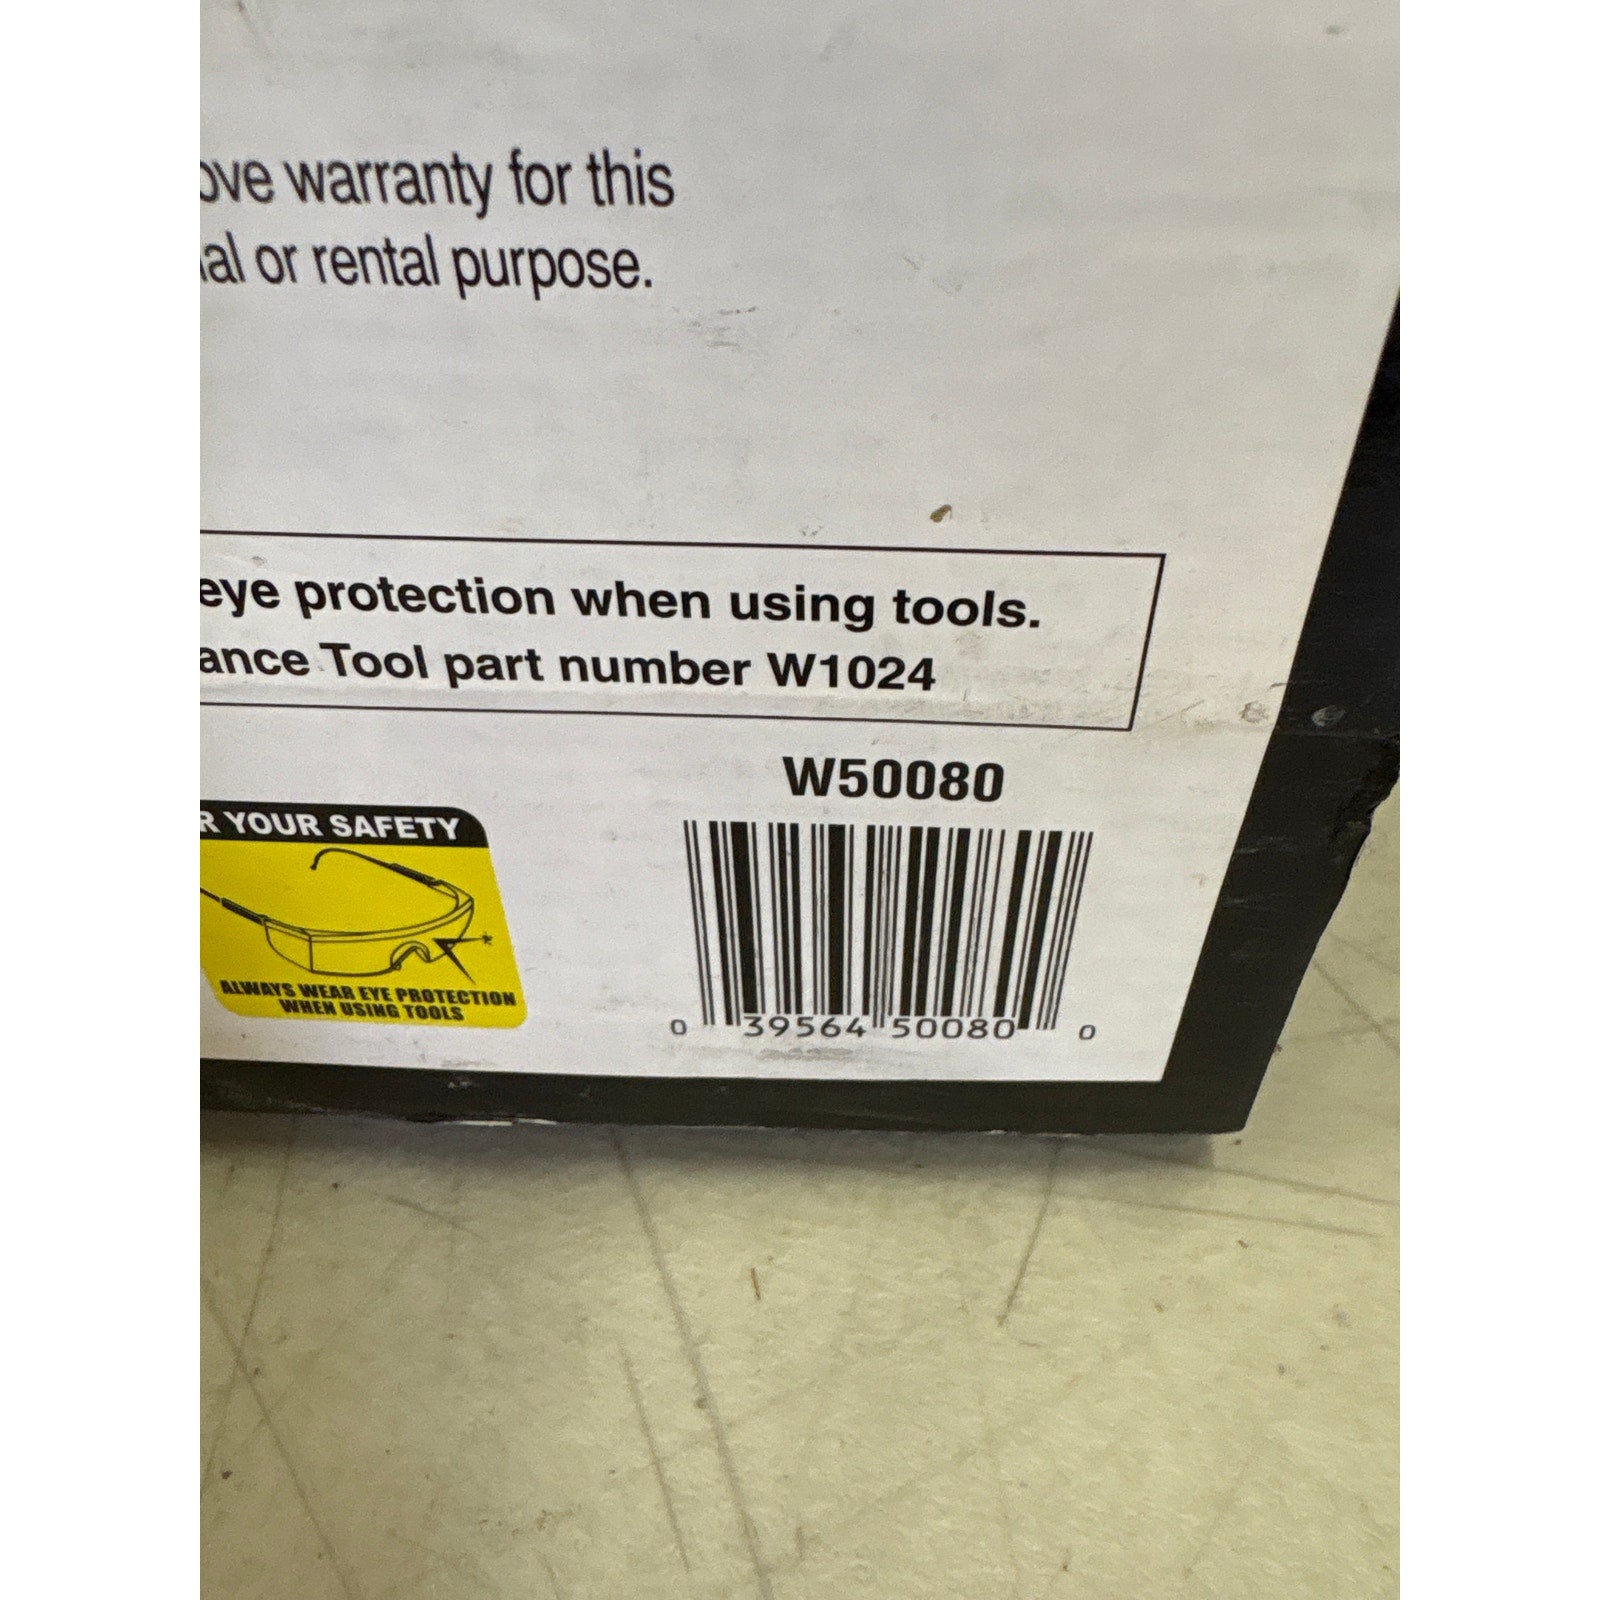 ove warranty for this
al or rental purpose.
eye protection when using tools.
ance Tool part number W1024
W50080
R YOUR SAFETY
ALWAYS WEAR EYE PROTECTION
WHEN USING TOOLS
0 39564 50080 0